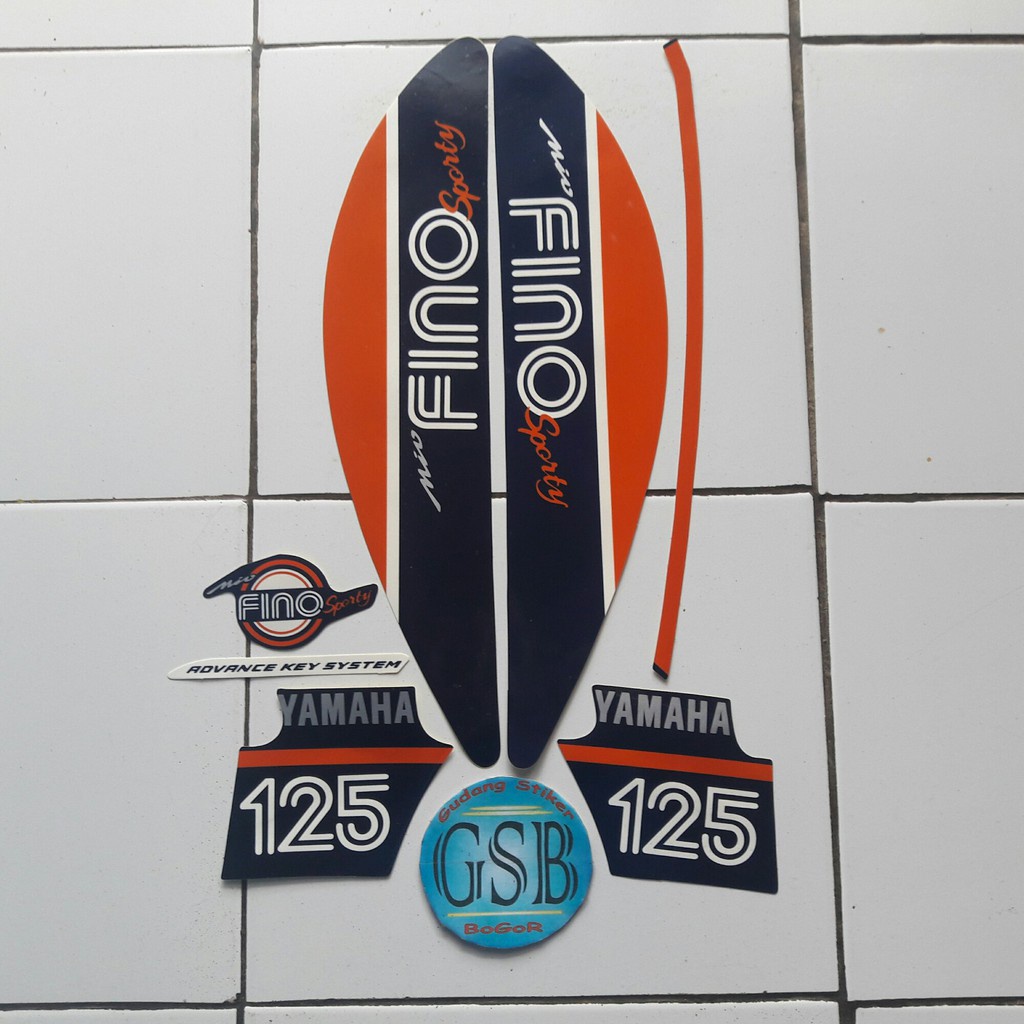 mio
FINO
Sporty
mio
FINO
Sporty
mio
FINO Sporty
ADVANCE KEY SYSTEM
YAMAHA
125
YAMAHA
125
Gudang Stiker
GSB
BoGoR